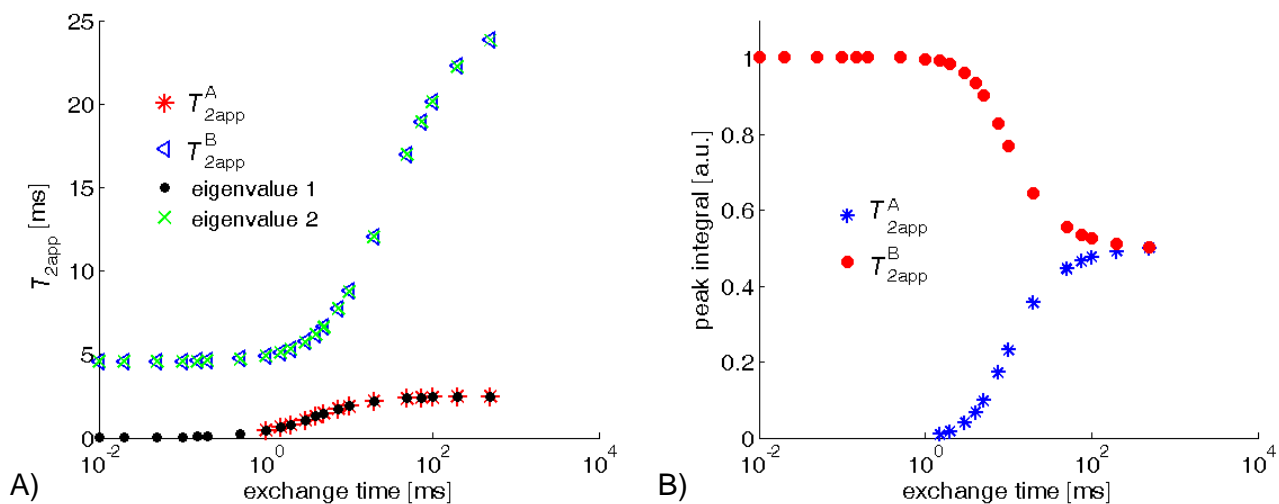 25
20
15
10
5
0
T_2app [ms]
T^A_2app
T^B_2app
eigenvalue 1
eigenvalue 2
10^-2 10^0 10^2 10^4
exchange time [ms]
A)
1
0.8
0.6
0.4
0.2
0
peak integral [a.u.]
T^A_2app
T^B_2app
10^-2 10^0 10^2 10^4
exchange time [ms]
B)